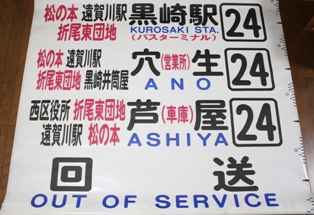 松の本 遠賀川駅 黒崎駅 24
折尾東団地 KUROSAKI STA.
(バスターミナル)
松の本 遠賀川駅 穴(営業所)生 24
折尾東団地 黒崎井筒屋 ANO
西区役所 折尾東団地 芦(車庫)屋 24
遠賀川駅 松の本 ASHIYA
回送
OUT OF SERVICE